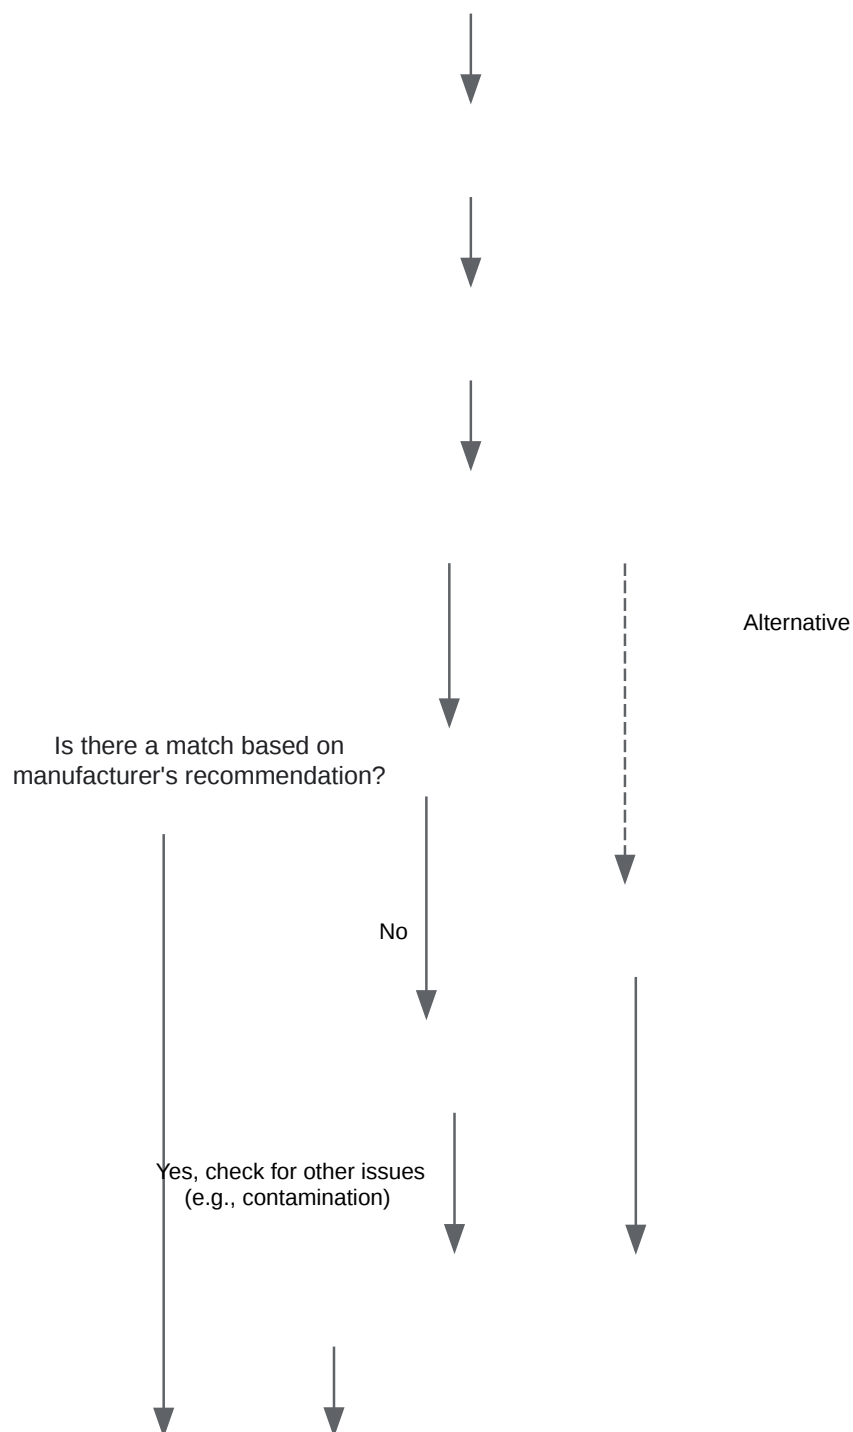 Alternative
Is there a match based on
manufacturer's recommendation?
No
Yes, check for other issues
(e.g., contamination)